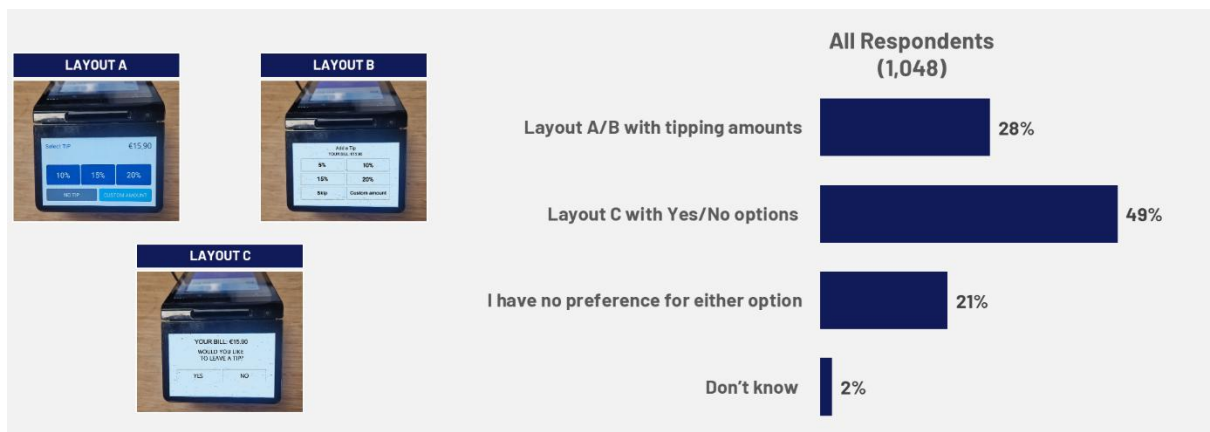 LAYOUT A
Select TIP €15,90
10% 15% 20%
NO TIP CUSTOM AMOUNT
LAYOUT B
Add a Tip
5% 10%
15% 20%
Skip Custom amount
LAYOUT C
YOUR BILL: €15.90
WOULD YOU LIKE
TO LEAVE A TIP?
YES NO
All Respondents
(1,048)
Layout A/B with tipping amounts 28%
Layout C with Yes/No options 49%
I have no preference for either option 21%
Don't know 2%